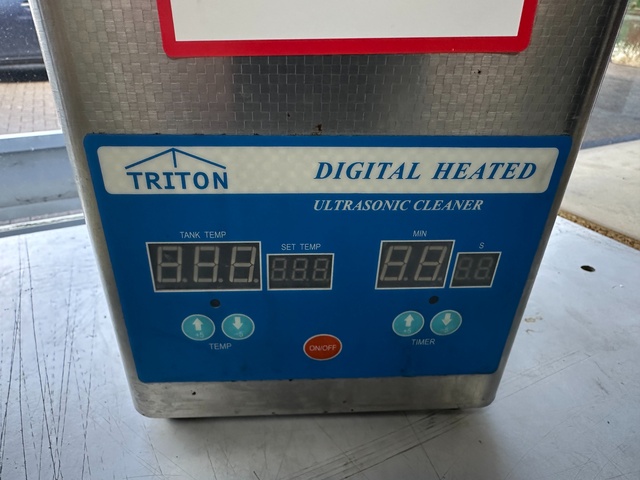 TRITON
DIGITAL HEATED
ULTRASONIC CLEANER
TANK TEMP
SET TEMP
MIN
S
TEMP
ON/OFF
TIMER